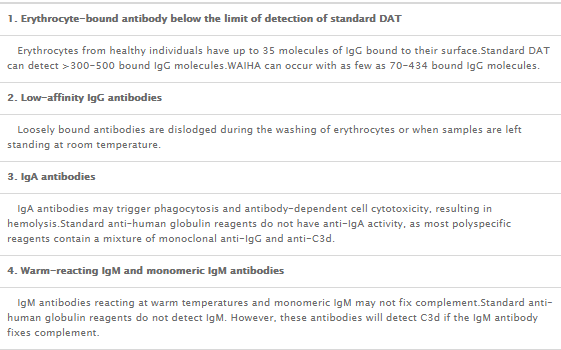 1. Erythrocyte-bound antibody below the limit of detection of standard DAT
Erythrocytes from healthy individuals have up to 35 molecules of IgG bound to their surface.Standard DAT
can detect >300-500 bound IgG molecules.WAIHA can occur with as few as 70-434 bound IgG molecules.
2. Low-affinity IgG antibodies
Loosely bound antibodies are dislodged during the washing of erythrocytes or when samples are left
standing at room temperature.
3. IgA antibodies
IgA antibodies may trigger phagocytosis and antibody-dependent cell cytotoxicity, resulting in
hemolysis.Standard anti-human globulin reagents do not have anti-IgA activity, as most polyspecific
reagents contain a mixture of monoclonal anti-IgG and anti-C3d.
4. Warm-reacting IgM and monomeric IgM antibodies
IgM antibodies reacting at warm temperatures and monomeric IgM may not fix complement.Standard anti-
human globulin reagents do not detect IgM. However, these antibodies will detect C3d if the IgM antibody
fixes complement.